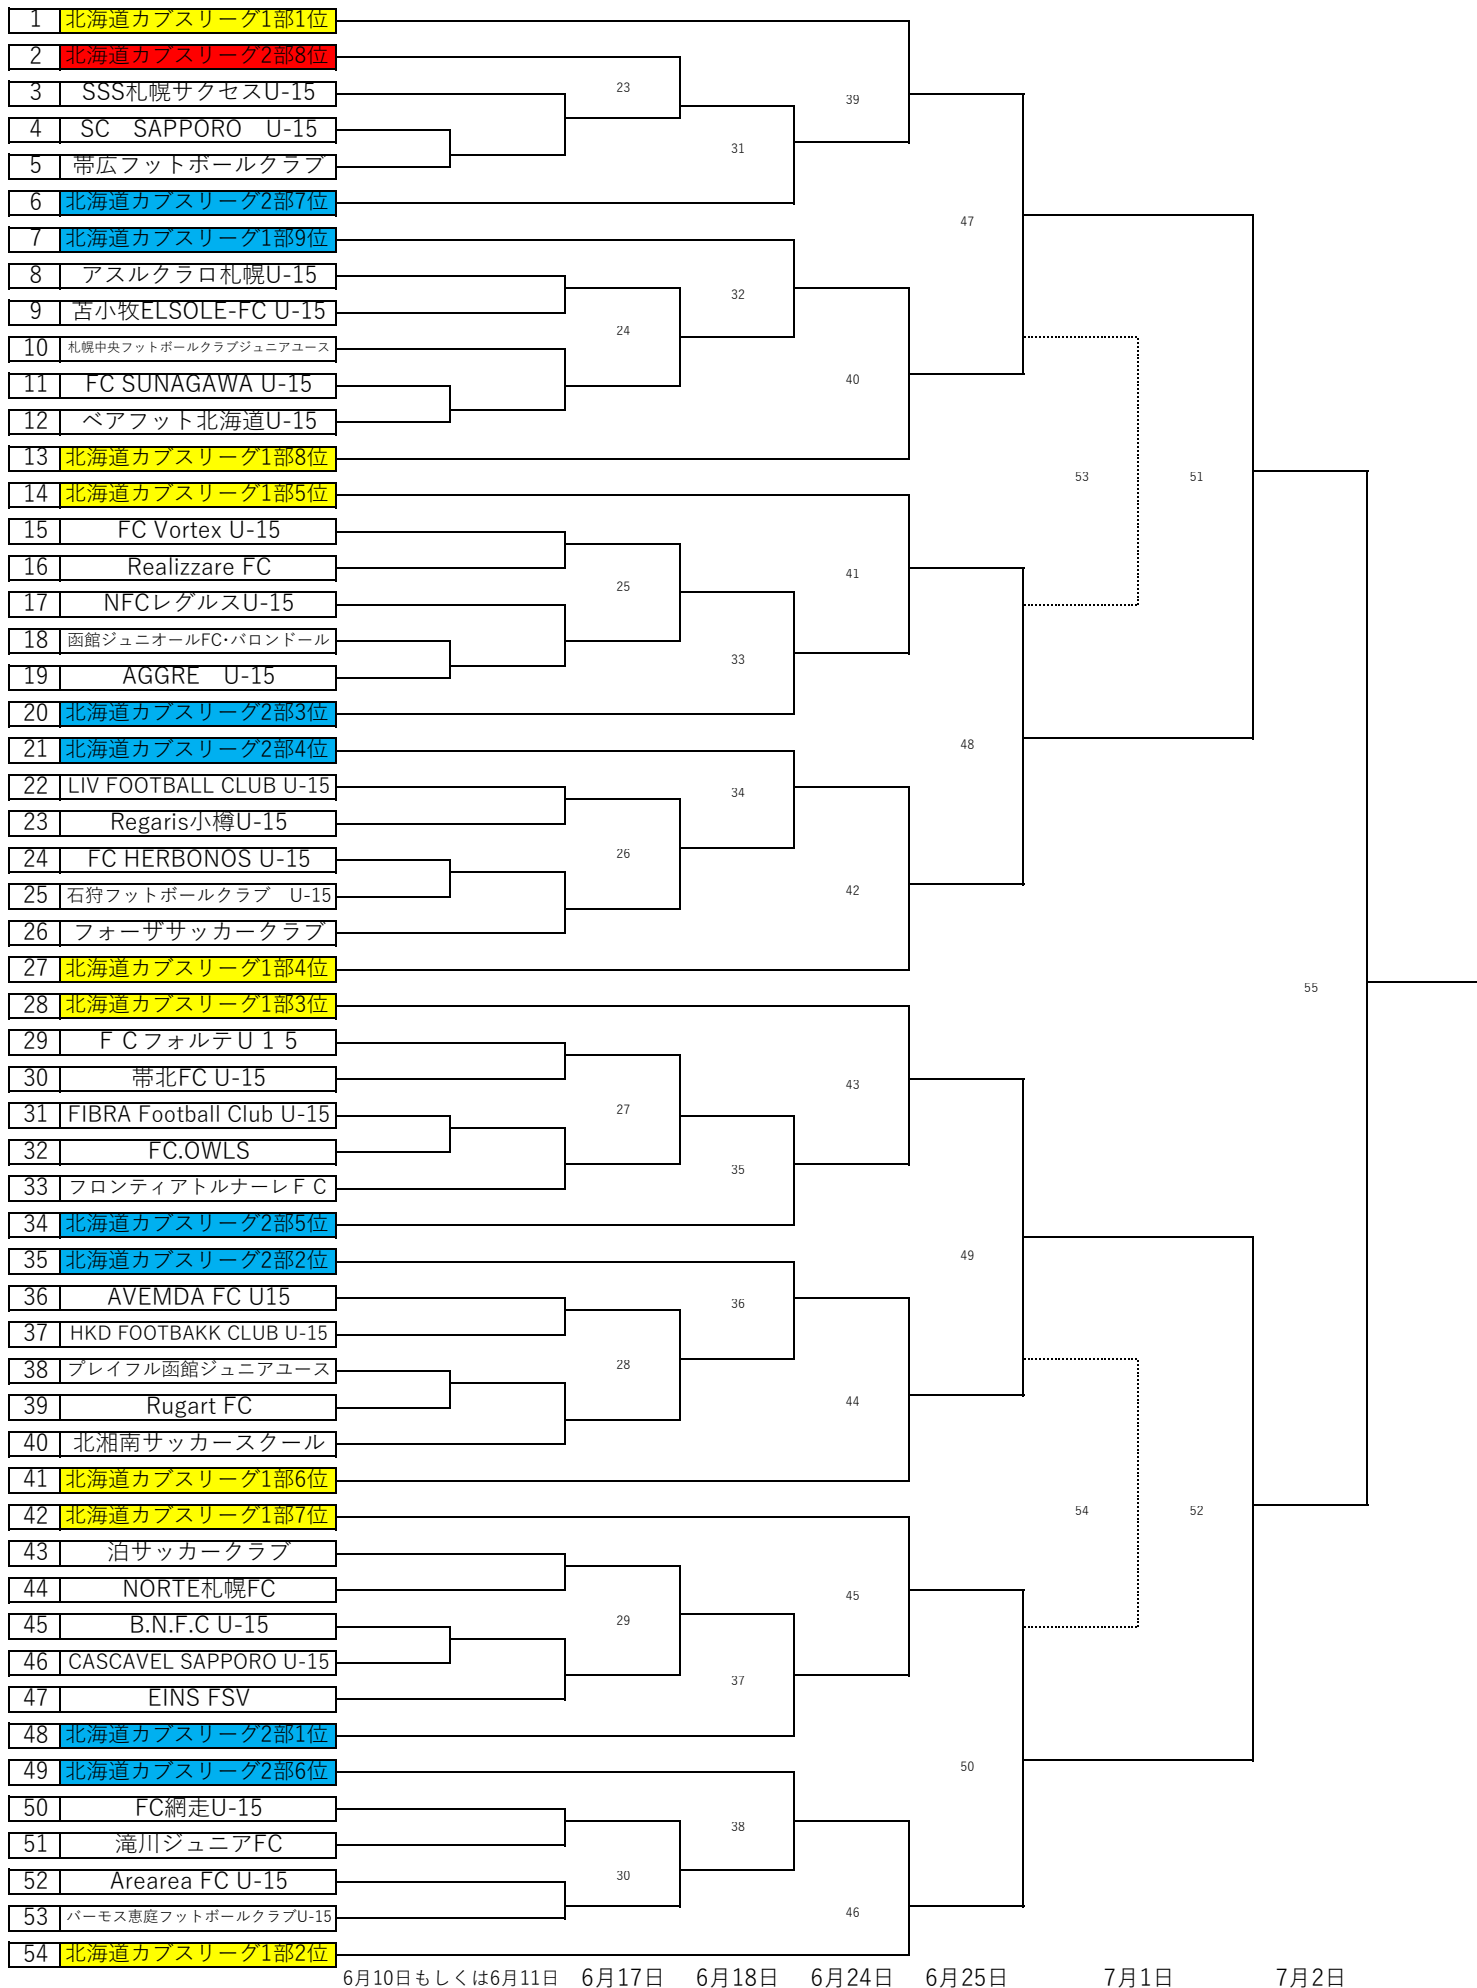 1 北海道カブスリーグ1部1位
2 北海道カブスリーグ2部8位
3 SSS札幌サクセスU-15
4 SC　SAPPORO　U-15
5 帯広フットボールクラブ
6 北海道カブスリーグ2部7位
7 北海道カブスリーグ1部9位
8 アスルクラロ札幌U-15
9 苫小牧ELSOLE-FC U-15
10 札幌中央フットボールクラブジュニアユース
11 FC SUNAGAWA U-15
12 ベアフット北海道U-15
13 北海道カブスリーグ1部8位
14 北海道カブスリーグ1部5位
15 FC Vortex U-15
16 Realizzare FC
17 NFCレグルスU-15
18 函館ジュニオールFC・バロンドール
19 AGGRE　U-15
20 北海道カブスリーグ2部3位
21 北海道カブスリーグ2部4位
22 LIV FOOTBALL CLUB U-15
23 Regaris小樽U-15
24 FC HERBONOS U-15
25 石狩フットボールクラブ　U-15
26 フォーザサッカークラブ
27 北海道カブスリーグ1部4位
28 北海道カブスリーグ1部3位
29 ＦＣフォルテＵ１５
30 帯北FC U-15
31 FIBRA Football Club U-15
32 FC.OWLS
33 フロンティアトルナーレＦＣ
34 北海道カブスリーグ2部5位
35 北海道カブスリーグ2部2位
36 AVEMDA FC U15
37 HKD FOOTBAKK CLUB U-15
38 プレイフル函館ジュニアユース
39 Rugart FC
40 北湘南サッカースクール
41 北海道カブスリーグ1部6位
42 北海道カブスリーグ1部7位
43 泊サッカークラブ
44 NORTE札幌FC
45 B.N.F.C U-15
46 CASCAVEL SAPPORO U-15
47 EINS FSV
48 北海道カブスリーグ2部1位
49 北海道カブスリーグ2部6位
50 FC網走U-15
51 滝川ジュニアFC
52 Arearea FC U-15
53 バーモス恵庭フットボールクラブU-15
54 北海道カブスリーグ1部2位
23
24
25
26
27
28
29
30
31
32
33
34
35
36
37
38
39
40
41
42
43
44
45
46
47
48
49
50
53
54
51
52
55
6月10日もしくは6月11日 6月17日 6月18日 6月24日 6月25日 7月1日 7月2日